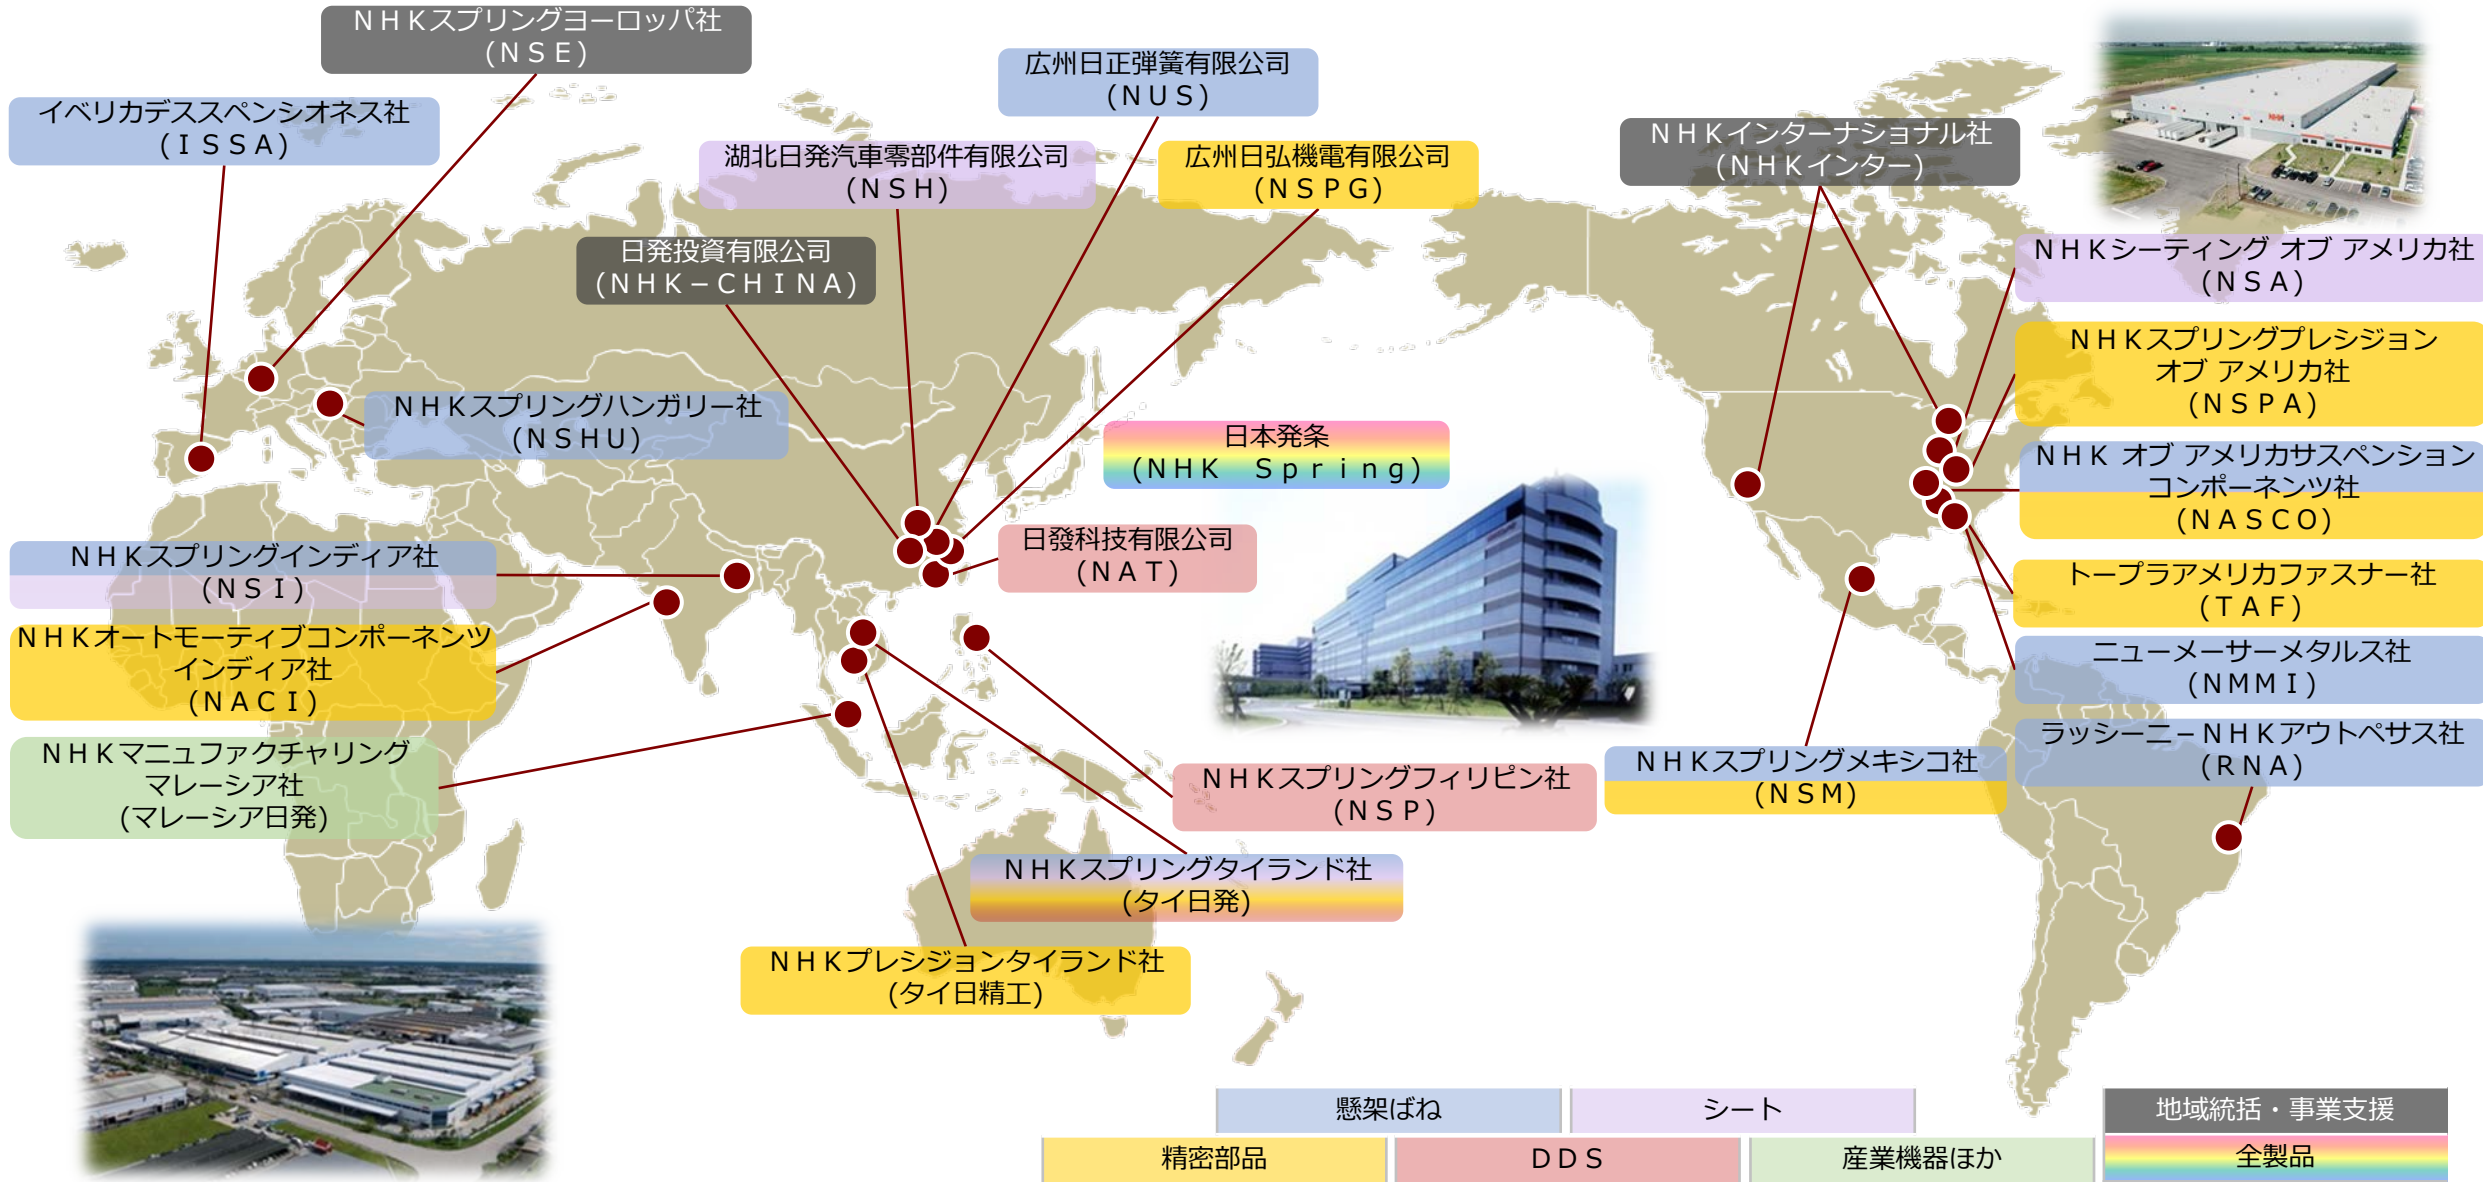 ＮＨＫスプリングヨーロッパ社
(ＮＳＥ)
イベリカデススペンシオネス社
(ＩＳＳＡ)
広州日正弾簧有限公司
(ＮＵＳ)
湖北日発汽車零部件有限公司
(ＮＳＨ)
広州日弘機電有限公司
(ＮＳＰＧ)
日発投資有限公司
(ＮＨＫ－ＣＨＩＮＡ)
ＮＨＫインターナショナル社
(ＮＨＫインター)
ＮＨＫシーティング オブ アメリカ社
(ＮＳＡ)
ＮＨＫスプリングプレシジョン
オブ アメリカ社
(ＮＳＰＡ)
ＮＨＫスプリングハンガリー社
(ＮＳＨＵ)
日本発条
(ＮＨＫ　Ｓｐｒｉｎｇ)
ＮＨＫ オブ アメリカサスペンション
コンポーネンツ社
(ＮＡＳＣＯ)
日發科技有限公司
(ＮＡＴ)
ＮＨＫスプリングインディア社
(ＮＳＩ)
トープラアメリカファスナー社
(ＴＡＦ)
ＮＨＫオートモーティブコンポーネンツ
インディア社
(ＮＡＣＩ)
ニューメーサーメタルス社
(ＮＭＭＩ)
ＮＨＫマニュファクチャリング
マレーシア社
(マレーシア日発)
ＮＨＫスプリングフィリピン社
(ＮＳＰ)
ＮＨＫスプリングメキシコ社
(ＮＳＭ)
ラッシーニ－ＮＨＫアウトペサス社
(ＲＮＡ)
ＮＨＫスプリングタイランド社
(タイ日発)
ＮＨＫプレシジョンタイランド社
(タイ日精工)
懸架ばね
シート
地域統括・事業支援
精密部品
ＤＤＳ
産業機器ほか
全製品